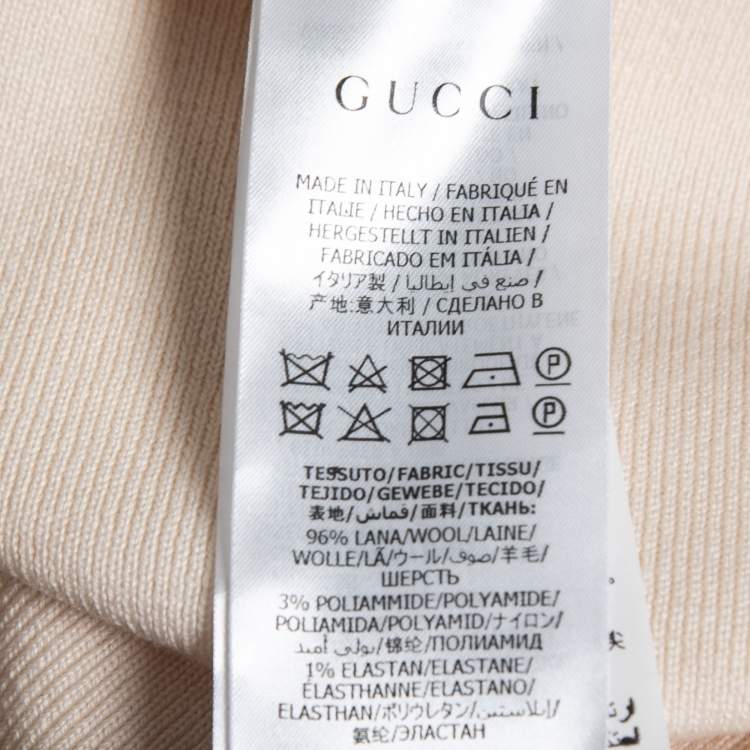 GUCCI
MADE IN ITALY / FABRIQUÉ EN
ITALIE / HECHO EN ITALIA /
HERGESTELLT IN ITALIEN /
FABRICADO EM ITÁLIA /
イタリア製 / صنع في إيطاليا /
产地:意大利 / СДЕЛАНО В
ИТАЛИИ
P
P
TESSUTO/FABRIC/TISSU/
TEJIDO/GEWEBE/TECIDO/
表地/قماش/面料/ТКАНЬ:
96% LANA/WOOL/LAINE/
WOLLE/LÃ/ウール/صوف/羊毛/
ШЕРСТЬ
3% POLIAMMIDE/POLYAMIDE/
POLIAMIDA/POLYAMID/ナイロン/
بولي أميد/锦纶/ПОЛИАМИД
1% ELASTAN/ELASTANE/
ÉLASTHANNE/ELASTANO/
ELASTHAN/ポリウレタン/إيلاستين/
氨纶/ЭЛАСТАН